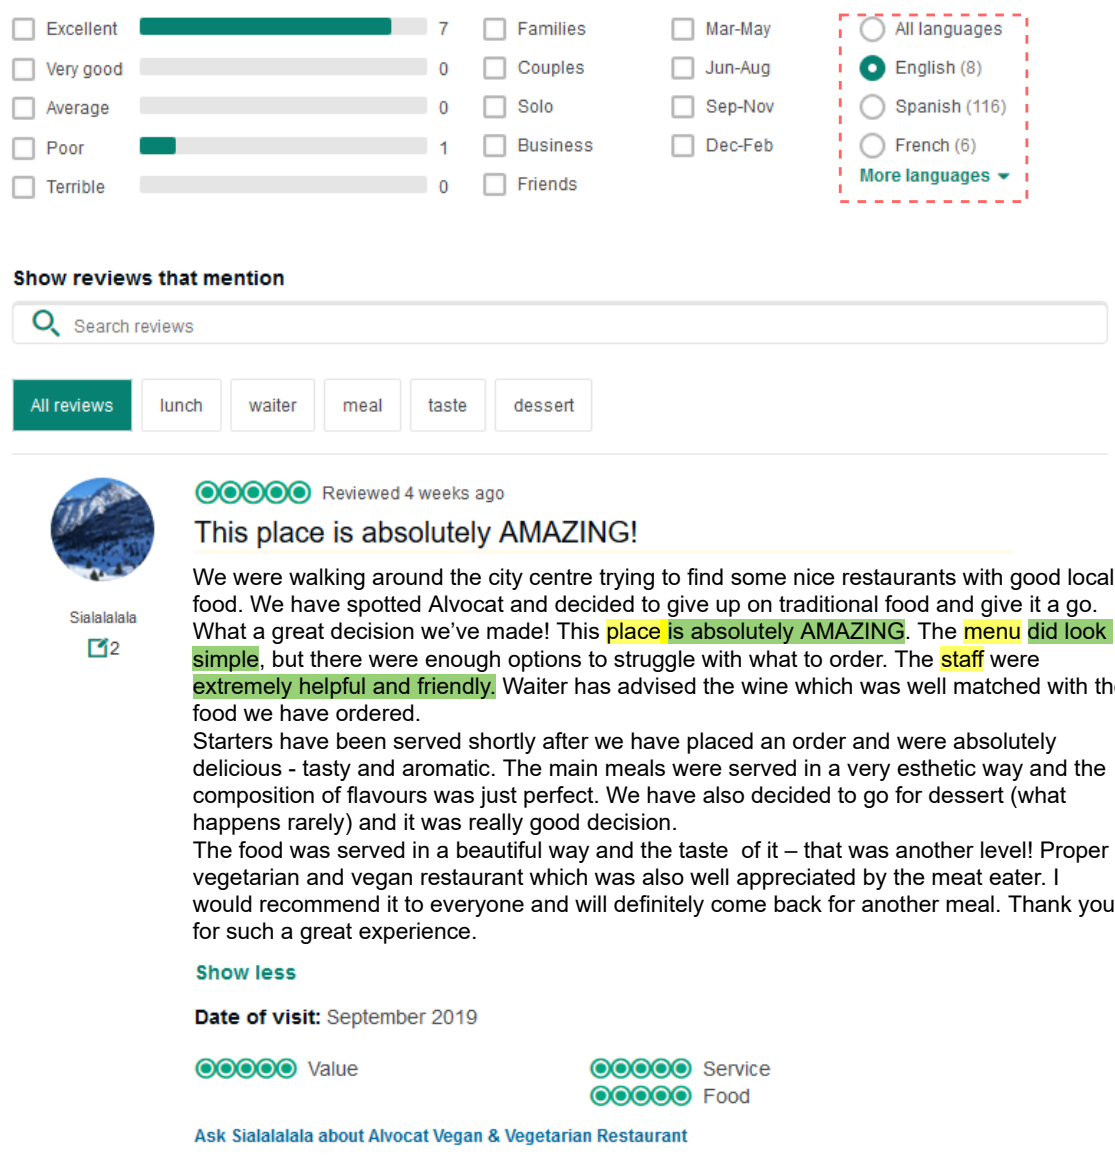 Excellent 7 Families Mar-May All languages
Very good 0 Couples Jun-Aug English (8)
Average 0 Solo Sep-Nov Spanish (116)
Poor 1 Business Dec-Feb French (6)
Terrible 0 Friends More languages
Show reviews that mention
Search reviews
All reviews lunch waiter meal taste dessert
Reviewed 4 weeks ago
This place is absolutely AMAZING!
Sialalalala
2
We were walking around the city centre trying to find some nice restaurants with good local
food. We have spotted Alvocat and decided to give up on traditional food and give it a go.
What a great decision we’ve made! This place is absolutely AMAZING. The menu did look
simple, but there were enough options to struggle with what to order. The staff were
extremely helpful and friendly. Waiter has advised the wine which was well matched with the
food we have ordered.
Starters have been served shortly after we have placed an order and were absolutely
delicious - tasty and aromatic. The main meals were served in a very esthetic way and the
composition of flavours was just perfect. We have also decided to go for dessert (what
happens rarely) and it was really good decision.
The food was served in a beautiful way and the taste  of it – that was another level! Proper
vegetarian and vegan restaurant which was also well appreciated by the meat eater. I
would recommend it to everyone and will definitely come back for another meal. Thank you
for such a great experience.
Show less
Date of visit: September 2019
Value Service
Food
Ask Sialalalala about Alvocat Vegan & Vegetarian Restaurant